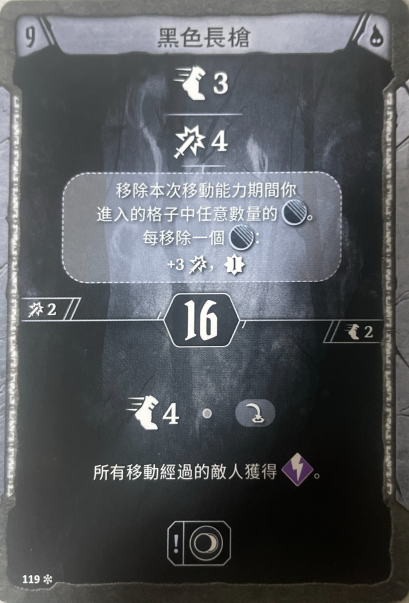 9 黑色長槍
3
4
移除本次移動能力期間你
進入的格子中任意數量的 。
每移除一個 :
+3 , 1
2
16
2
4
所有移動經過的敵人獲得 。
!
119